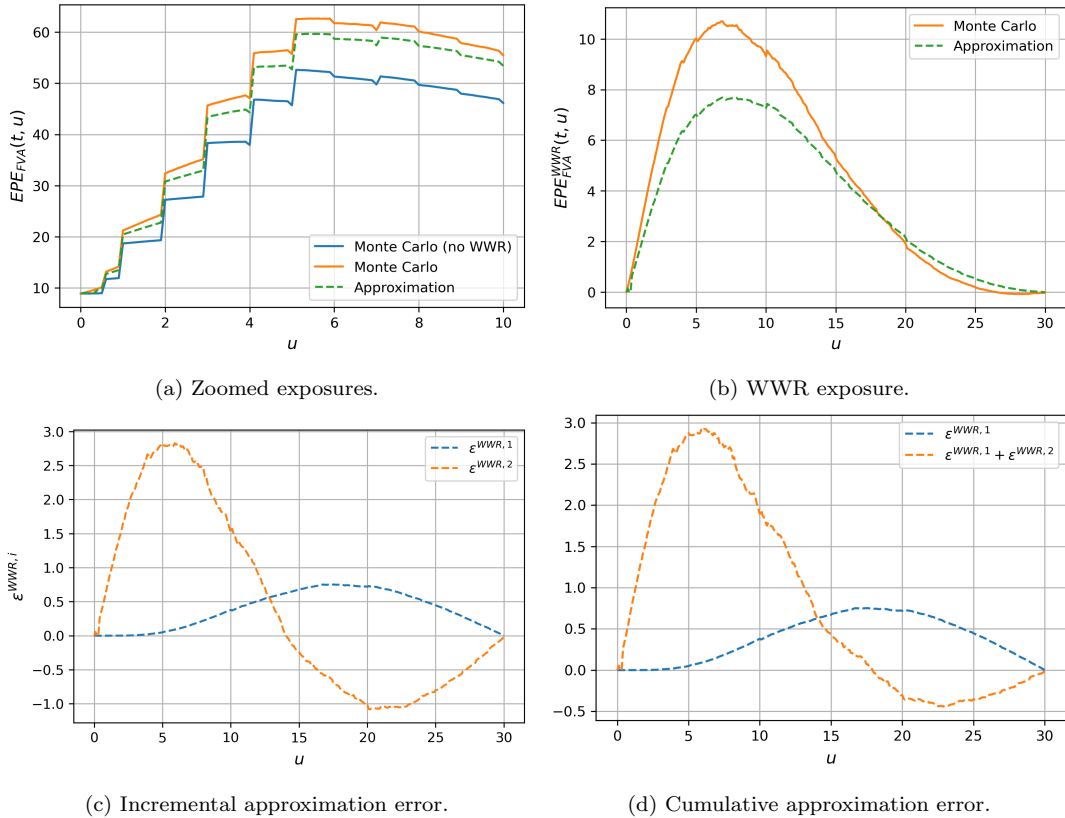 60
50
40
30
20
10
EPE_{FVA}(t, u)
Monte Carlo (no WWR)
Monte Carlo
Approximation
0 2 4 6 8 10
u
(a) Zoomed exposures.
10
8
6
4
2
0
EPE^{WWR}_{FVA}(t, u)
Monte Carlo
Approximation
0 5 10 15 20 25 30
u
(b) WWR exposure.
3.0
2.5
2.0
1.5
1.0
0.5
0.0
−0.5
−1.0
ε^{WWR, i}
ε^{WWR, 1}
ε^{WWR, 2}
0 5 10 15 20 25 30
u
(c) Incremental approximation error.
3.0
2.5
2.0
1.5
1.0
0.5
0.0
−0.5
ε^{WWR, 1}
ε^{WWR, 1} + ε^{WWR, 2}
0 5 10 15 20 25 30
u
(d) Cumulative approximation error.